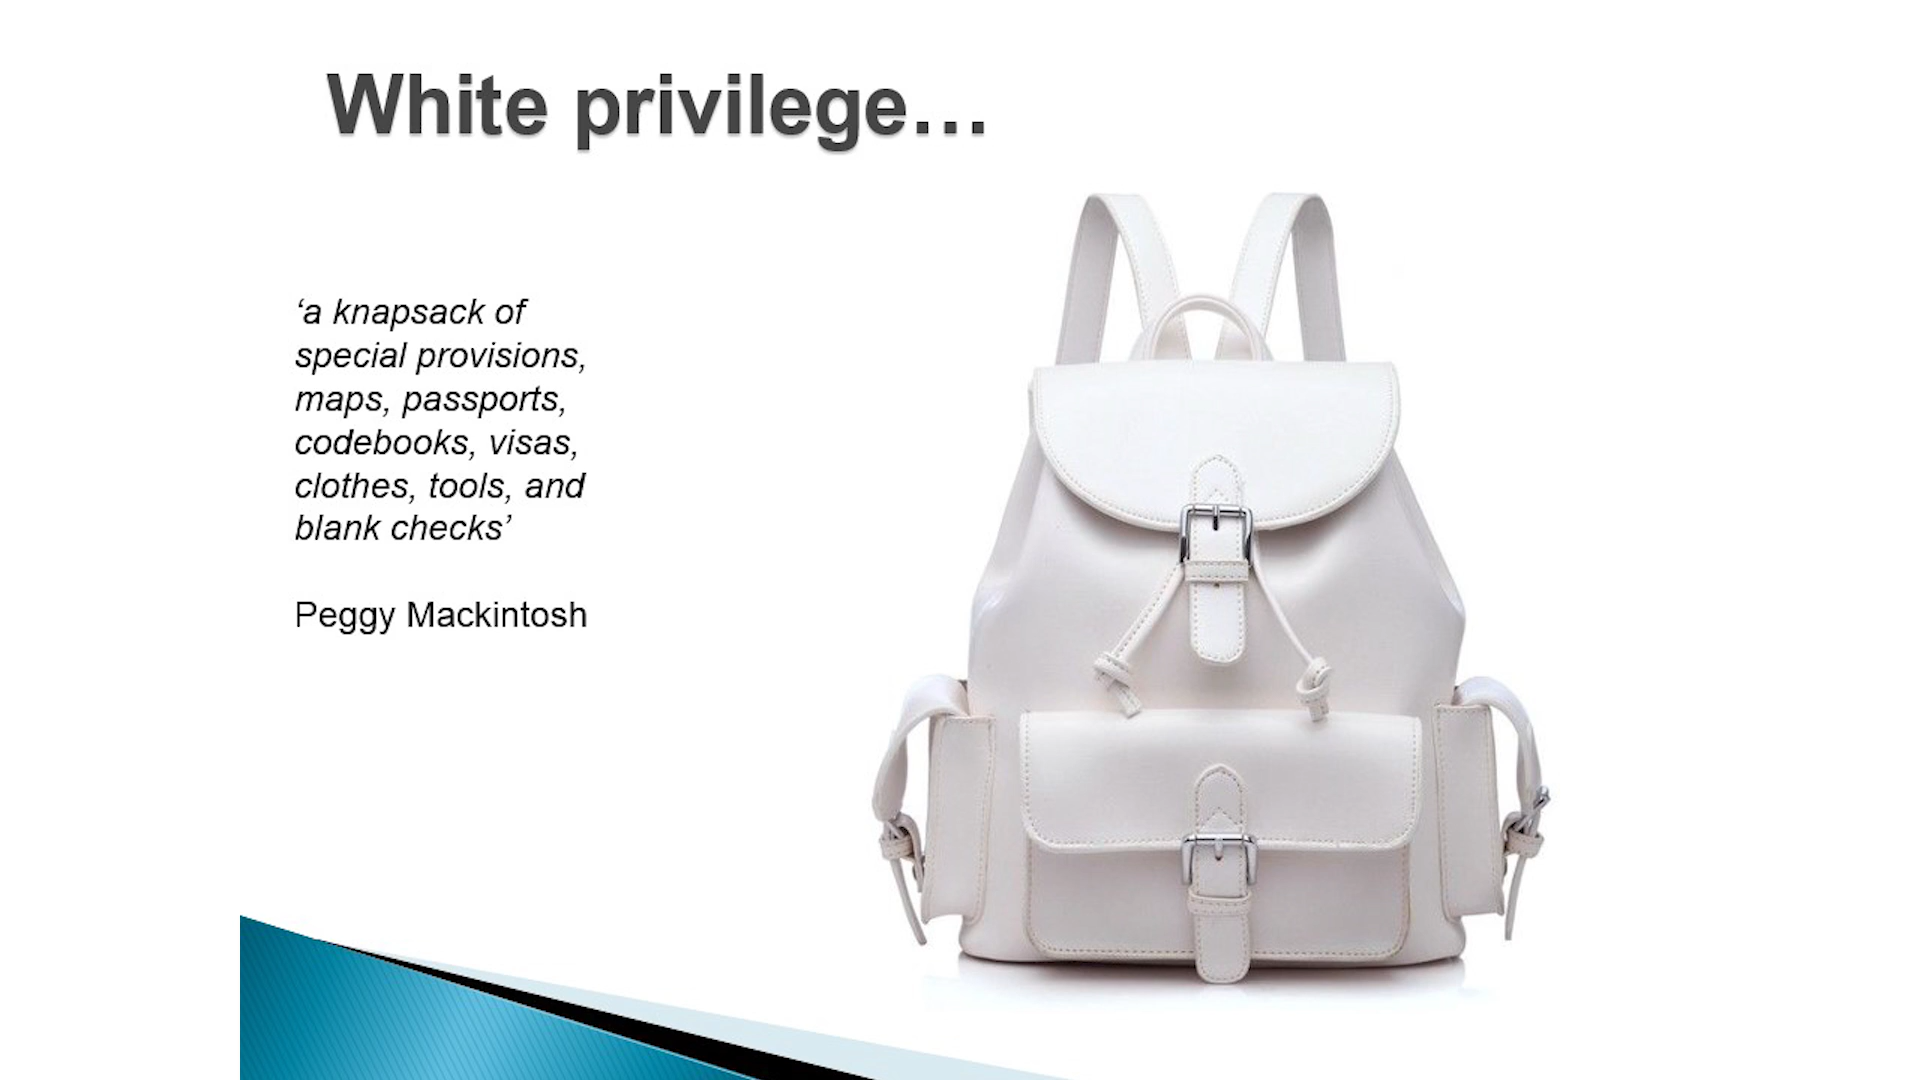 White privilege…
‘a knapsack of
special provisions,
maps, passports,
codebooks, visas,
clothes, tools, and
blank checks’
Peggy Mackintosh